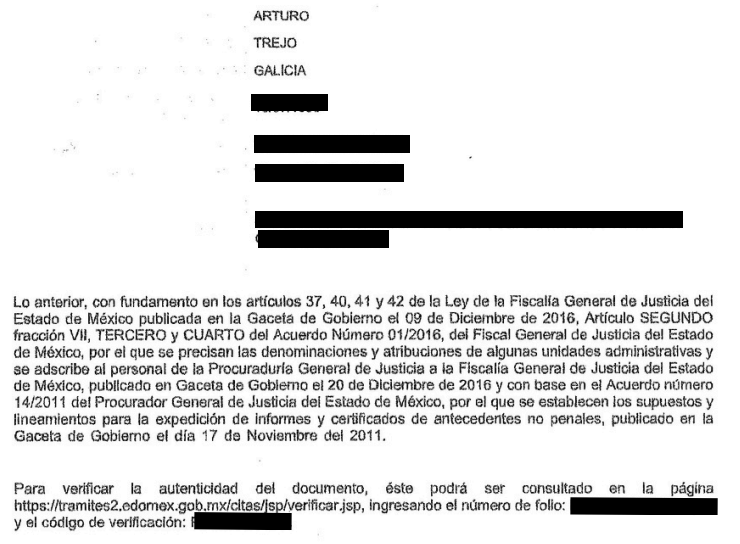 ARTURO
TREJO
GALICIA
Lo anterior, con fundamento en los artículos 37, 40, 41 y 42 de la Ley de la Fiscalía General de Justicia del
Estado de México publicada en la Gaceta de Gobierno el 09 de Diciembre de 2016, Artículo SEGUNDO
fracción VII, TERCERO y CUARTO del Acuerdo Número 01/2016, del Fiscal General de Justicia del Estado
de México, por el que se precisan las denominaciones y atribuciones de algunas unidades administrativas y
se adscribe al personal de la Procuraduría General de Justicia a la Fiscalía General de Justicia del Estado
de México, publicado en Gaceta de Gobierno el 20 de Diciembre de 2016 y con base en el Acuerdo número
14/2011 del Procurador General de Justicia del Estado de México, por el que se establecen los supuestos y
lineamientos para la expedición de informes y certificados de antecedentes no penales, publicado en la
Gaceta de Gobierno el día 17 de Noviembre del 2011.
Para verificar la autenticidad del documento, éste podrá ser consultado en la página
https://tramites2.edomex.gob.mx/citas/jsp/verificar.jsp, ingresando el número de folio:
y el código de verificación: